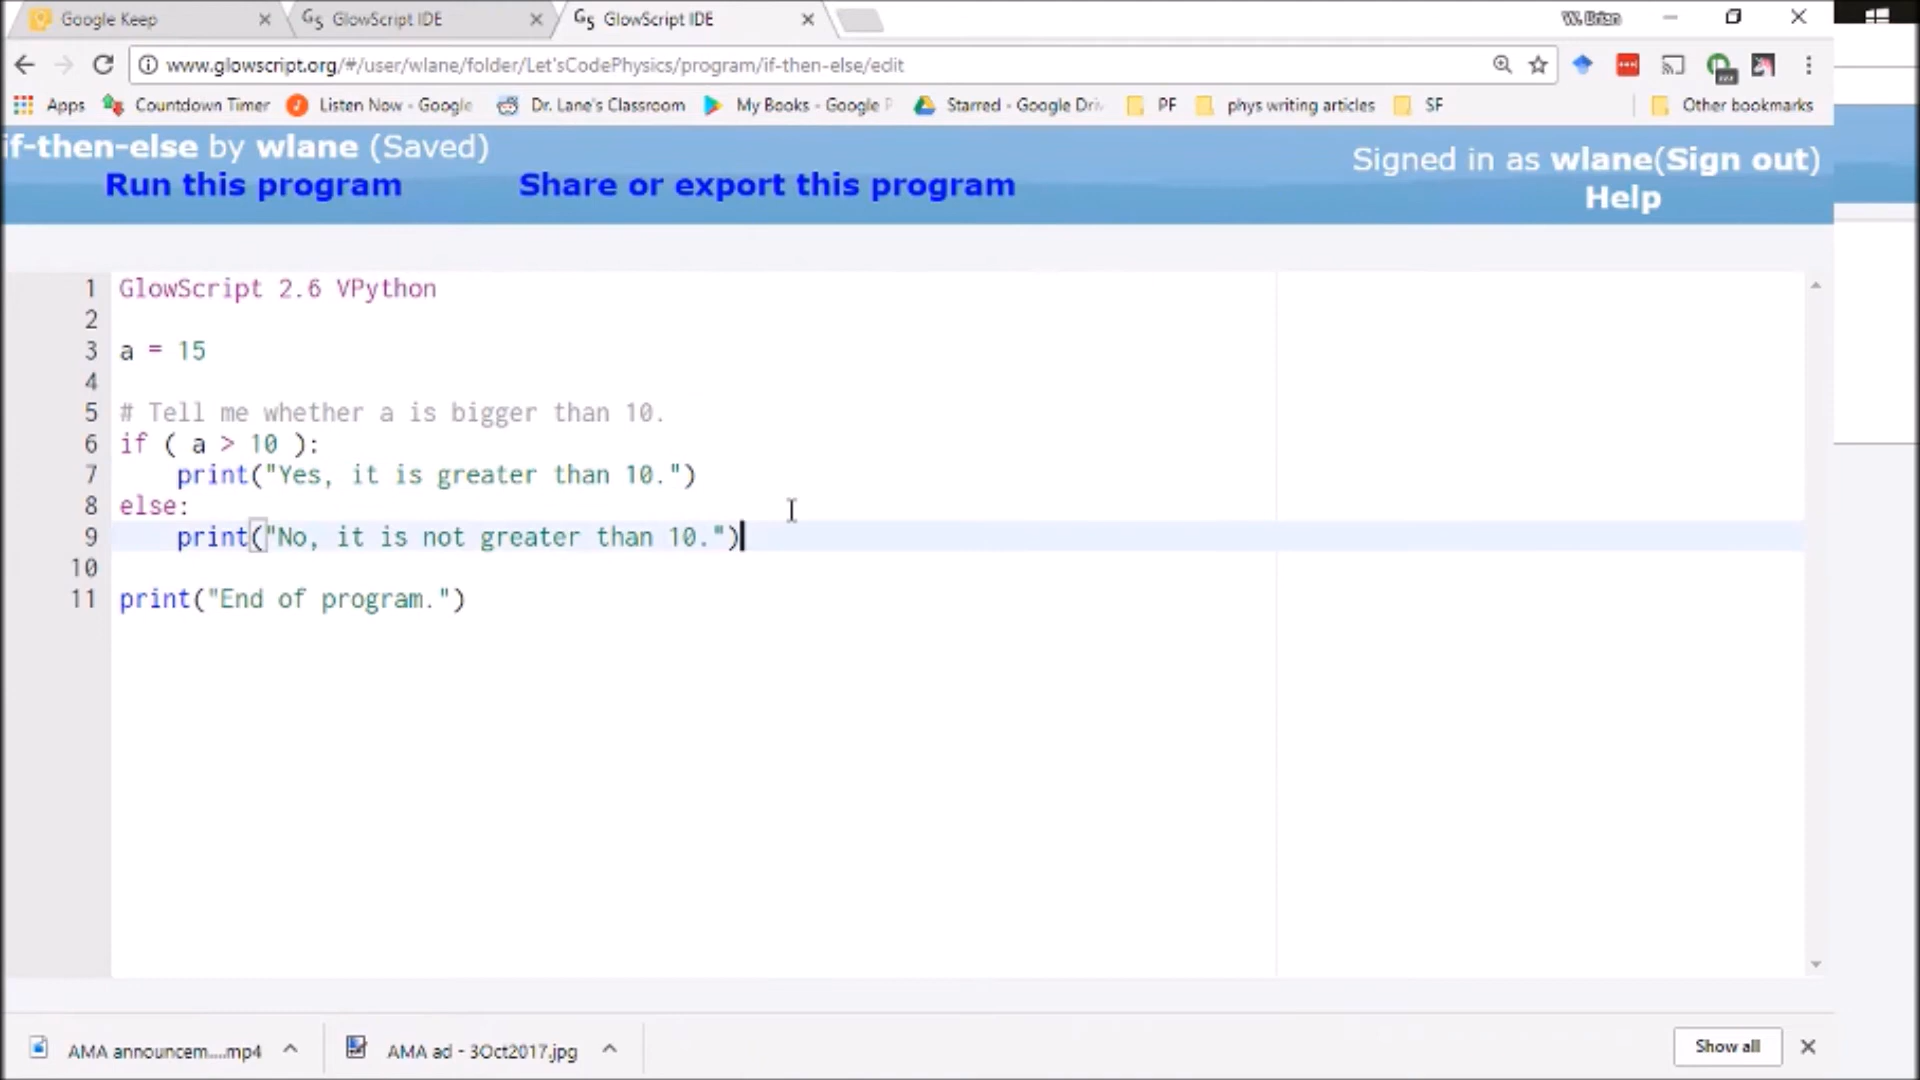 Google Keep
GlowScript IDE
GlowScript IDE
W. Brian
www.glowscript.org/#/user/wlane/folder/Let'sCodePhysics/program/if-then-else/edit
Apps
Countdown Timer
Listen Now - Google
Dr. Lane's Classroom
My Books - Google P
Starred - Google Driv
PF
phys writing articles
SF
Other bookmarks
if-then-else by wlane (Saved)
Signed in as wlane(Sign out)
Run this program
Share or export this program
Help
1 GlowScript 2.6 VPython
2
3 a = 15
4
5 # Tell me whether a is bigger than 10.
6 if ( a > 10 ):
7 print("Yes, it is greater than 10.")
8 else:
9 print("No, it is not greater than 10.")
10
11 print("End of program.")
AMA announcem....mp4
AMA ad - 3Oct2017.jpg
Show all